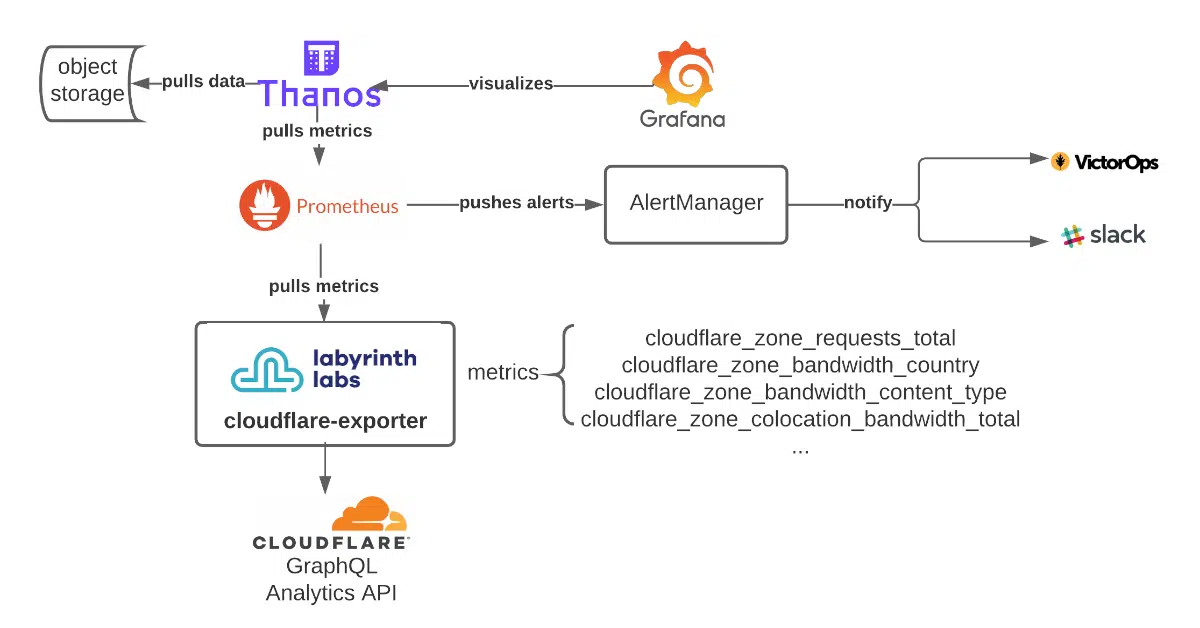 object
storage
pulls data
Thanos
visualizes
Grafana
pulls metrics
Prometheus
pushes alerts
AlertManager
notify
VictorOps
slack
pulls metrics
labyrinth
labs
cloudflare-exporter
metrics
cloudflare_zone_requests_total
cloudflare_zone_bandwidth_country
cloudflare_zone_bandwidth_content_type
cloudflare_zone_colocation_bandwidth_total
...
CLOUDFLARE
GraphQL
Analytics API